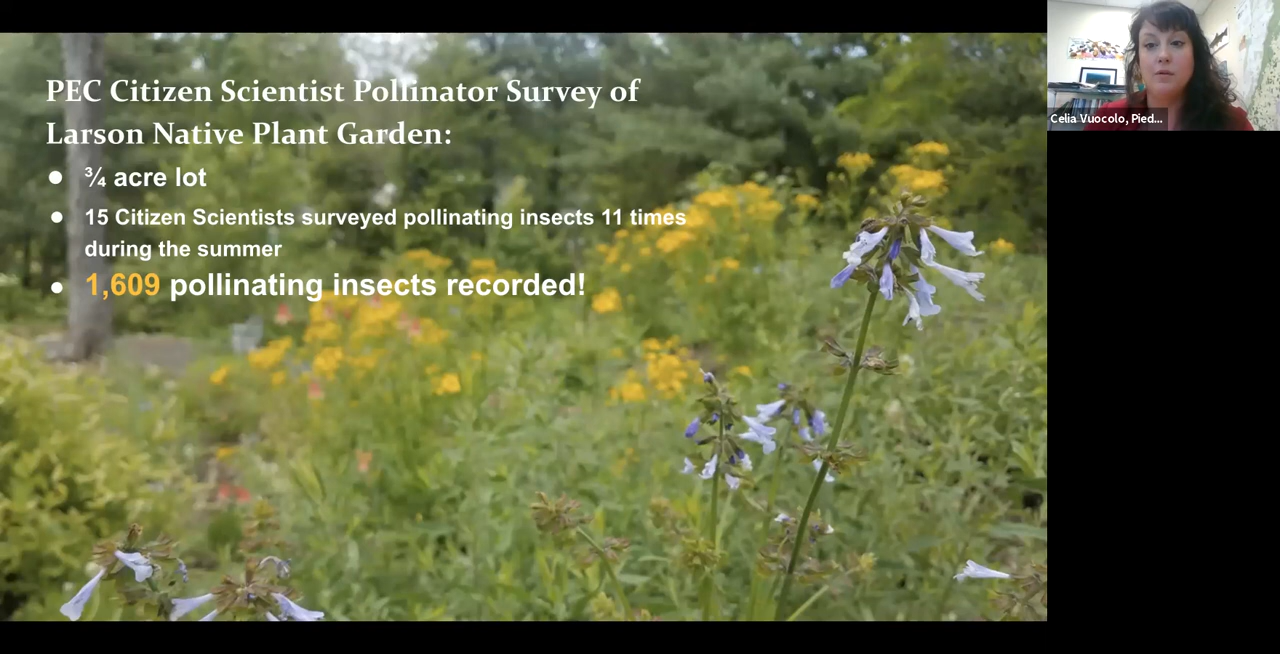 PEC Citizen Scientist Pollinator Survey of
Larson Native Plant Garden:
● ¾ acre lot
● 15 Citizen Scientists surveyed pollinating insects 11 times
during the summer
● 1,609 pollinating insects recorded!
Celia Vuocolo, Pied...